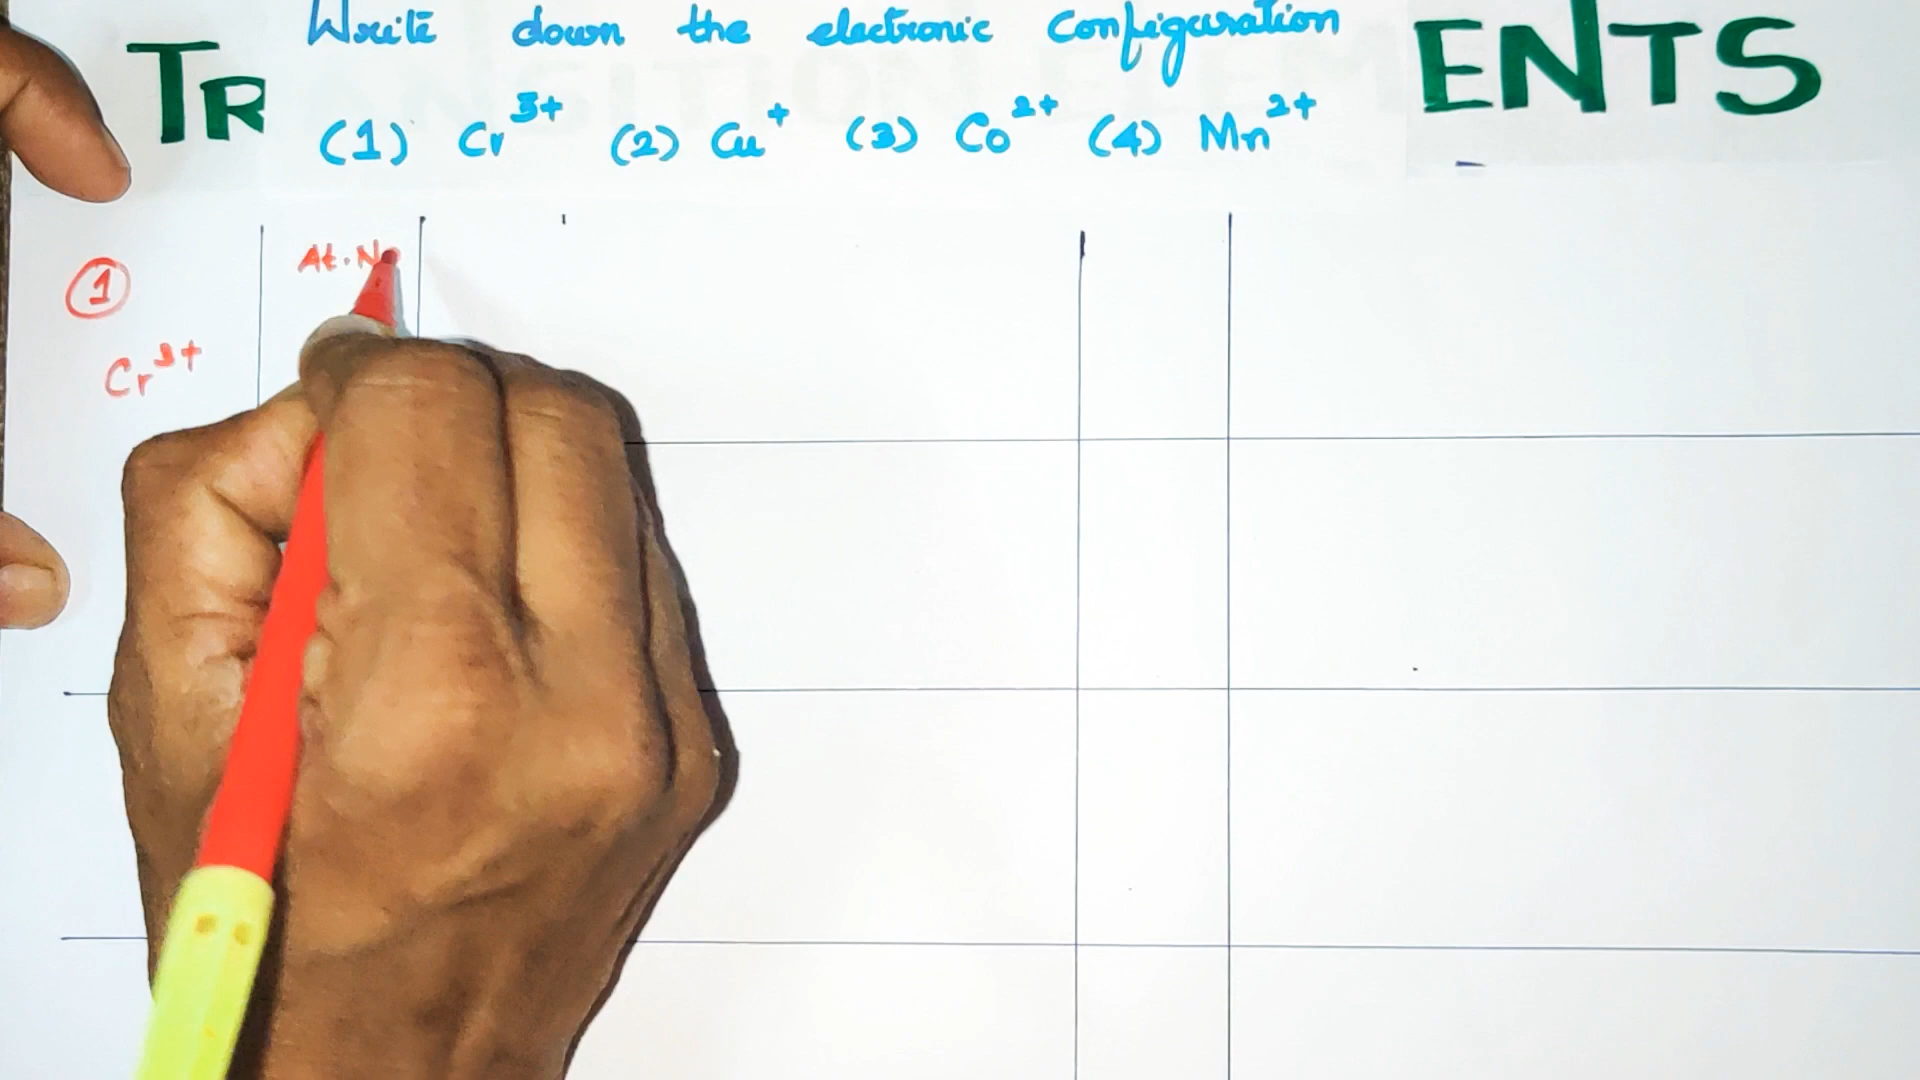 Write down the electronic Configuration
TR ENTS
(1) Cr³⁺ (2) Cu⁺ (3) Co²⁺ (4) Mn²⁺
At. No
1
Cr³⁺